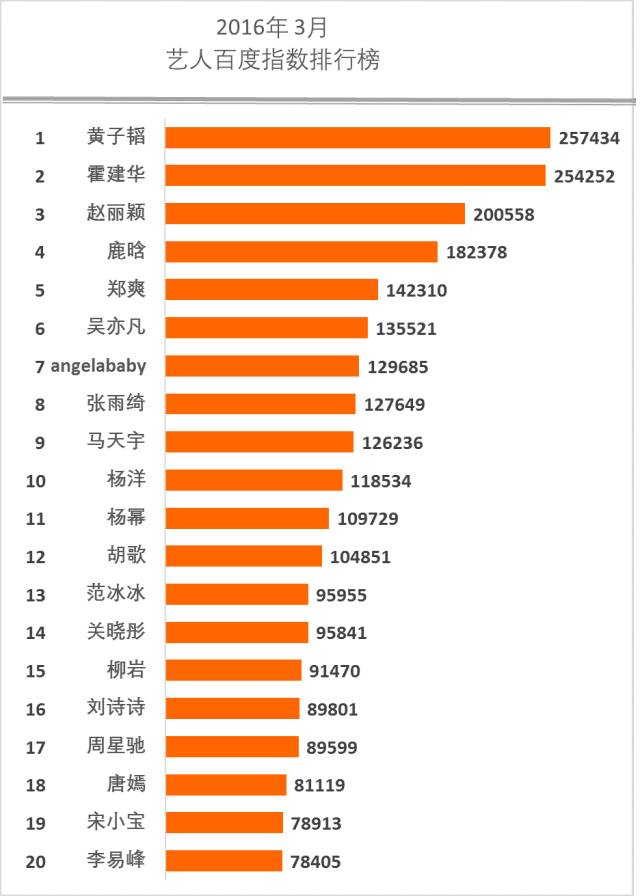 2016年 3月
艺人百度指数排行榜
1 黄子韬 257434
2 霍建华 254252
3 赵丽颖 200558
4 鹿晗 182378
5 郑爽 142310
6 吴亦凡 135521
7 angelababy 129685
8 张雨绮 127649
9 马天宇 126236
10 杨洋 118534
11 杨幂 109729
12 胡歌 104851
13 范冰冰 95955
14 关晓彤 95841
15 柳岩 91470
16 刘诗诗 89801
17 周星驰 89599
18 唐嫣 81119
19 宋小宝 78913
20 李易峰 78405